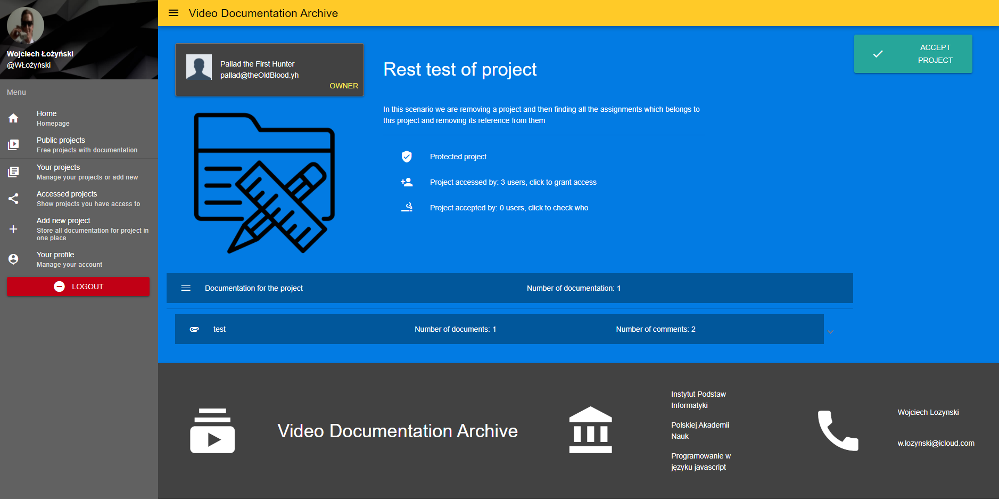 Wojciech Łożyński
@WŁożyński
Menu
Home
Homepage
Public projects
Free projects with documentation
Your projects
Manage your projects or add new
Accessed projects
Show projects you have access to
Add new project
Store all documentation for project in
one place
Your profile
Manage your account
LOGOUT
Video Documentation Archive
Pallad the First Hunter
pallad@theOldBlood.yh
OWNER
Rest test of project
ACCEPT
PROJECT
In this scenario we are removing a project and then finding all the assignments which belongs to
this project and removing its reference from them
Protected project
Project accessed by: 3 users, click to grant access
Project accepted by: 0 users, click to check who
Documentation for the project
Number of documentation: 1
test
Number of documents: 1
Number of comments: 2
Video Documentation Archive
Instytut Podstaw
Informatyki
Polskiej Akademii
Nauk
Programowanie w
języku javascript
Wojciech Lozynski
w.lozynski@icloud.com